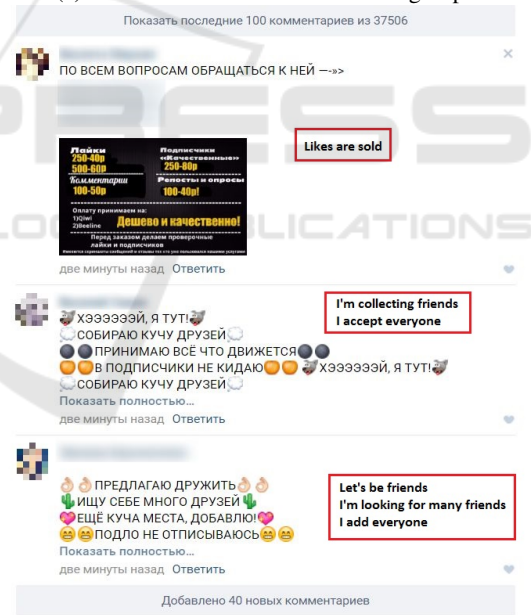 Показать последние 100 комментариев из 37506
ПО ВСЕМ ВОПРОСАМ ОБРАЩАТЬСЯ К НЕЙ —-»>
Likes are sold
Лайки
250-40р
500-60Р
Подписчики
«Качественные»
250-80р
Комментарии
100-50р
Репосты и опросы
100-40р!
Оплату принимаем на:
1)Qiwi
2)Beeline
Дешево и качественно!
Перед заказом делаем проверочные
лайки и подписчиков
две минуты назад Ответить
I'm collecting friends
I accept everyone
ХЭЭЭЭЭЭЙ, Я ТУТ!
СОБИРАЮ КУЧУ ДРУЗЕЙ
ПРИНИМАЮ ВСЁ ЧТО ДВИЖЕТСЯ
В ПОДПИСЧИКИ НЕ КИДАЮ ХЭЭЭЭЭЭЙ, Я ТУТ!
СОБИРАЮ КУЧУ ДРУЗЕЙ
Показать полностью...
две минуты назад Ответить
ПРЕДЛАГАЮ ДРУЖИТЬ
ИЩУ СЕБЕ МНОГО ДРУЗЕЙ
ЕЩЁ КУЧА МЕСТА, ДОБАВЛЮ!
ПОДЛО НЕ ОТПИСЫВАЮСЬ
Показать полностью...
две минуты назад Ответить
Let's be friends
I'm looking for many friends
I add everyone
Добавлено 40 новых комментариев